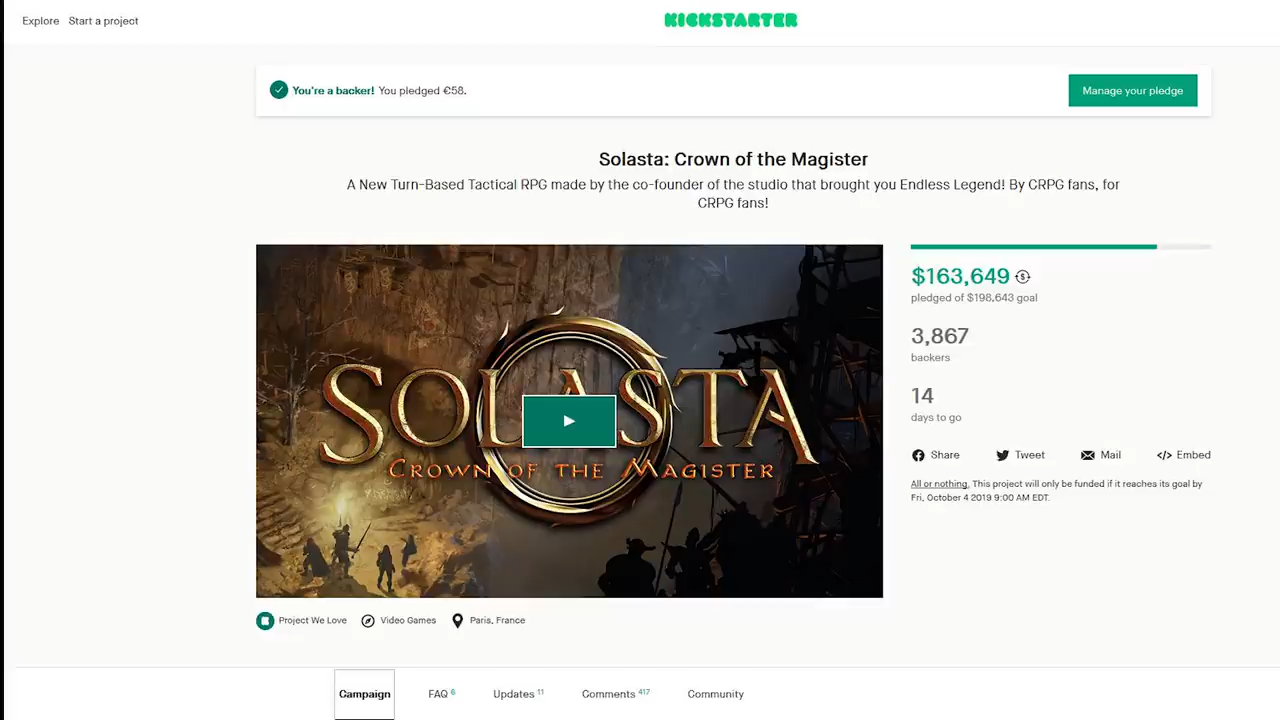 Explore Start a project
KICKSTARTER
You're a backer! You pledged €58.
Manage your pledge
Solasta: Crown of the Magister
A New Turn-Based Tactical RPG made by the co-founder of the studio that brought you Endless Legend! By CRPG fans, for
CRPG fans!
SOLASTA
CROWN OF THE MAGISTER
$163,649
pledged of $198,643 goal
3,867
backers
14
days to go
Share Tweet Mail Embed
All or nothing. This project will only be funded if it reaches its goal by
Fri, October 4 2019 9:00 AM EDT.
Project We Love Video Games Paris, France
Campaign FAQ 6 Updates 11 Comments 417 Community